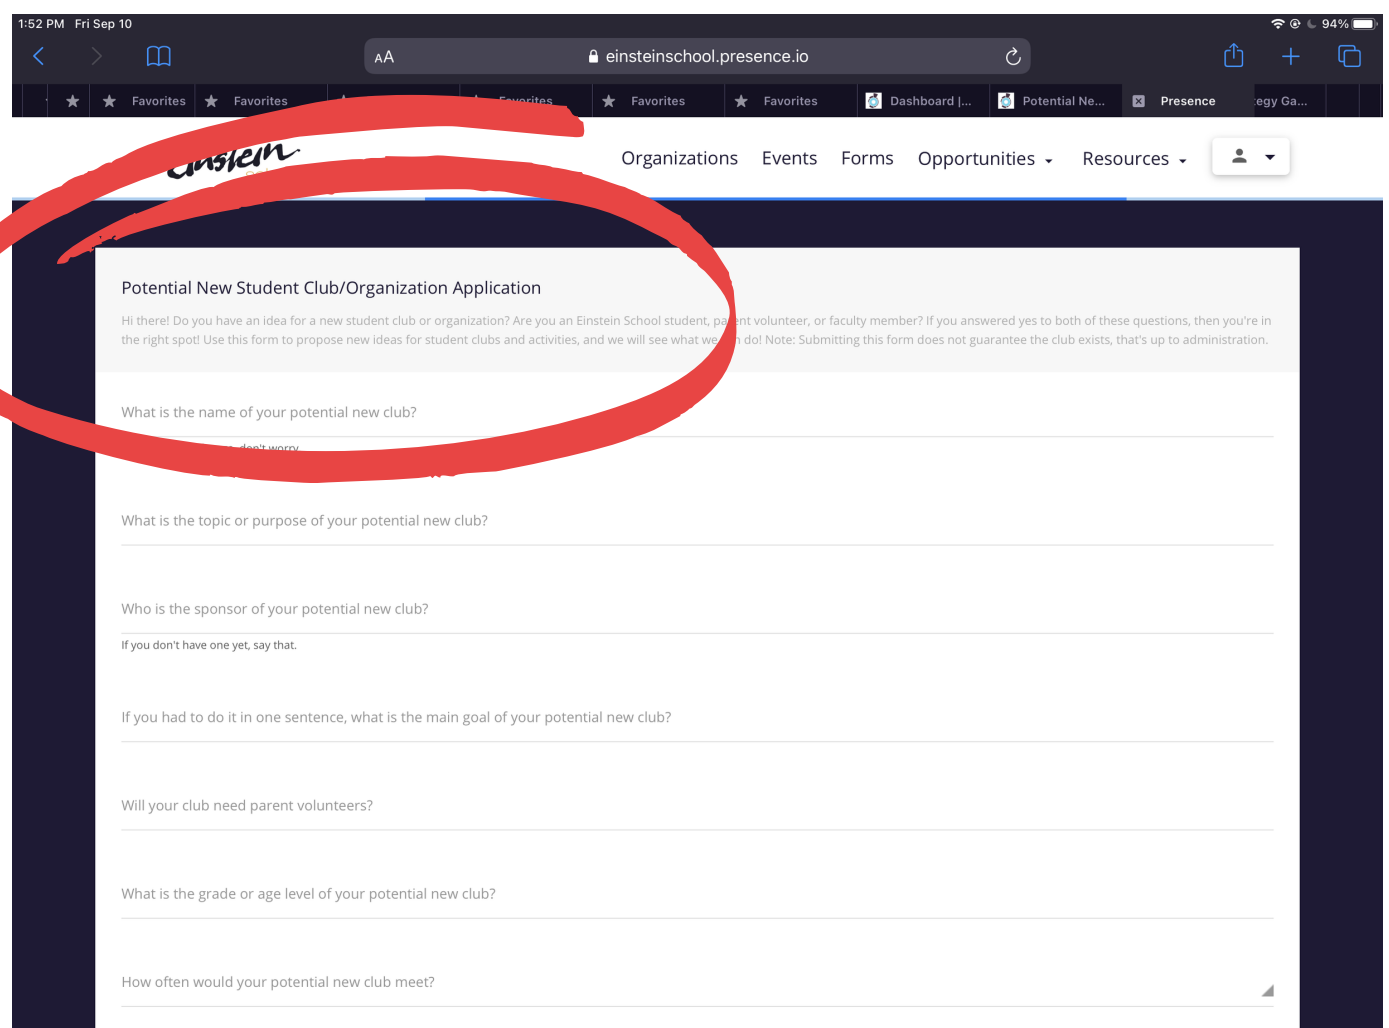 1:52 PM Fri Sep 10
94%
AA einsteinschool.presence.io
Favorites Favorites Favorites Favorites Favorites Dashboard |... Potential Ne... Presence egy Ga...
Einstein
Organizations Events Forms Opportunities Resources
Potential New Student Club/Organization Application
Hi there! Do you have an idea for a new student club or organization? Are you an Einstein School student, parent volunteer, or faculty member? If you answered yes to both of these questions, then you're in
the right spot! Use this form to propose new ideas for student clubs and activities, and we will see what we can do! Note: Submitting this form does not guarantee the club exists, that's up to administration.
What is the name of your potential new club?
don't worry
What is the topic or purpose of your potential new club?
Who is the sponsor of your potential new club?
If you don't have one yet, say that.
If you had to do it in one sentence, what is the main goal of your potential new club?
Will your club need parent volunteers?
What is the grade or age level of your potential new club?
How often would your potential new club meet?